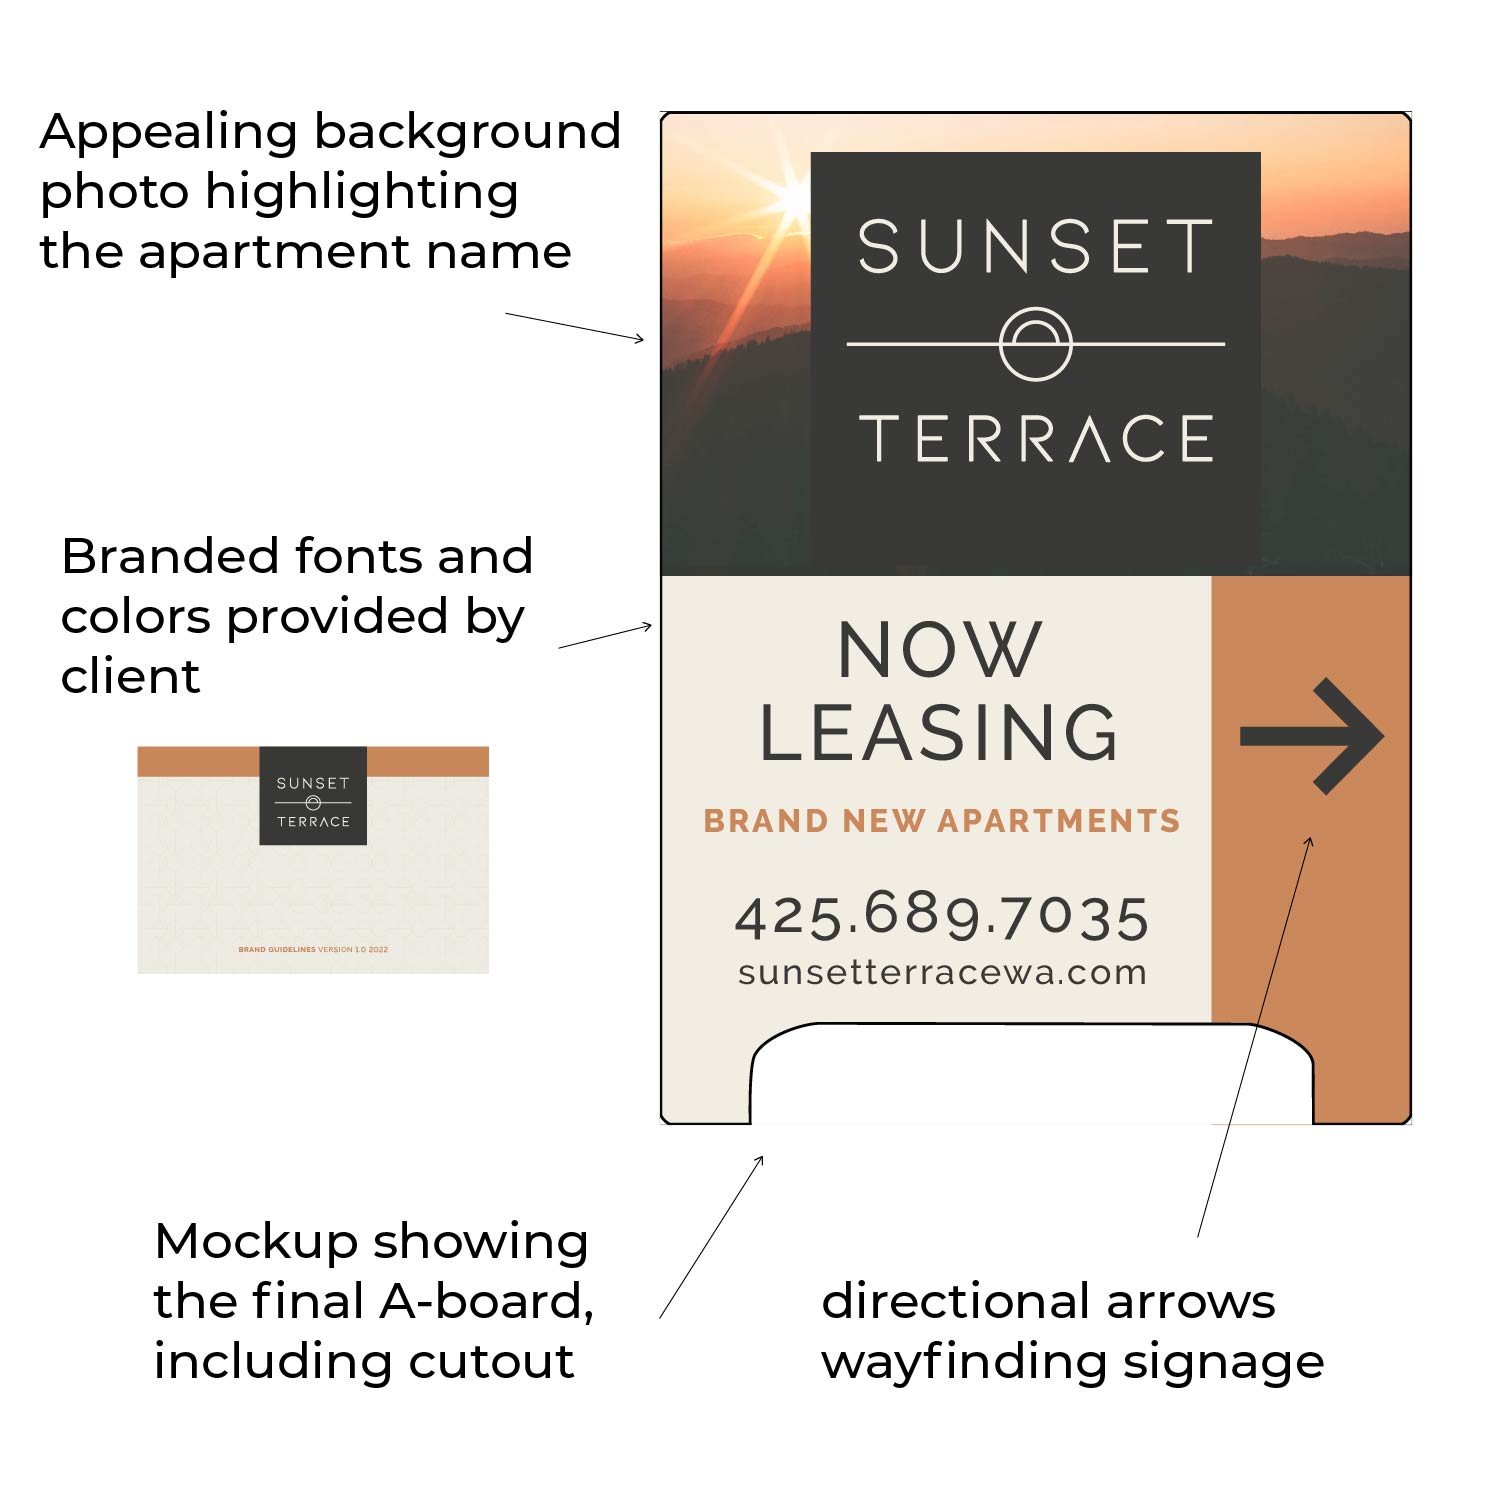 Appealing background
photo highlighting
the apartment name
SUNSET
TERRACE
Branded fonts and
colors provided by
client
SUNSET
TERRACE
BRAND GUIDELINES VERSION 1.0 2022
NOW
LEASING
BRAND NEW APARTMENTS
425.689.7035
sunsetterracewa.com
Mockup showing
the final A-board,
including cutout
directional arrows
wayfinding signage